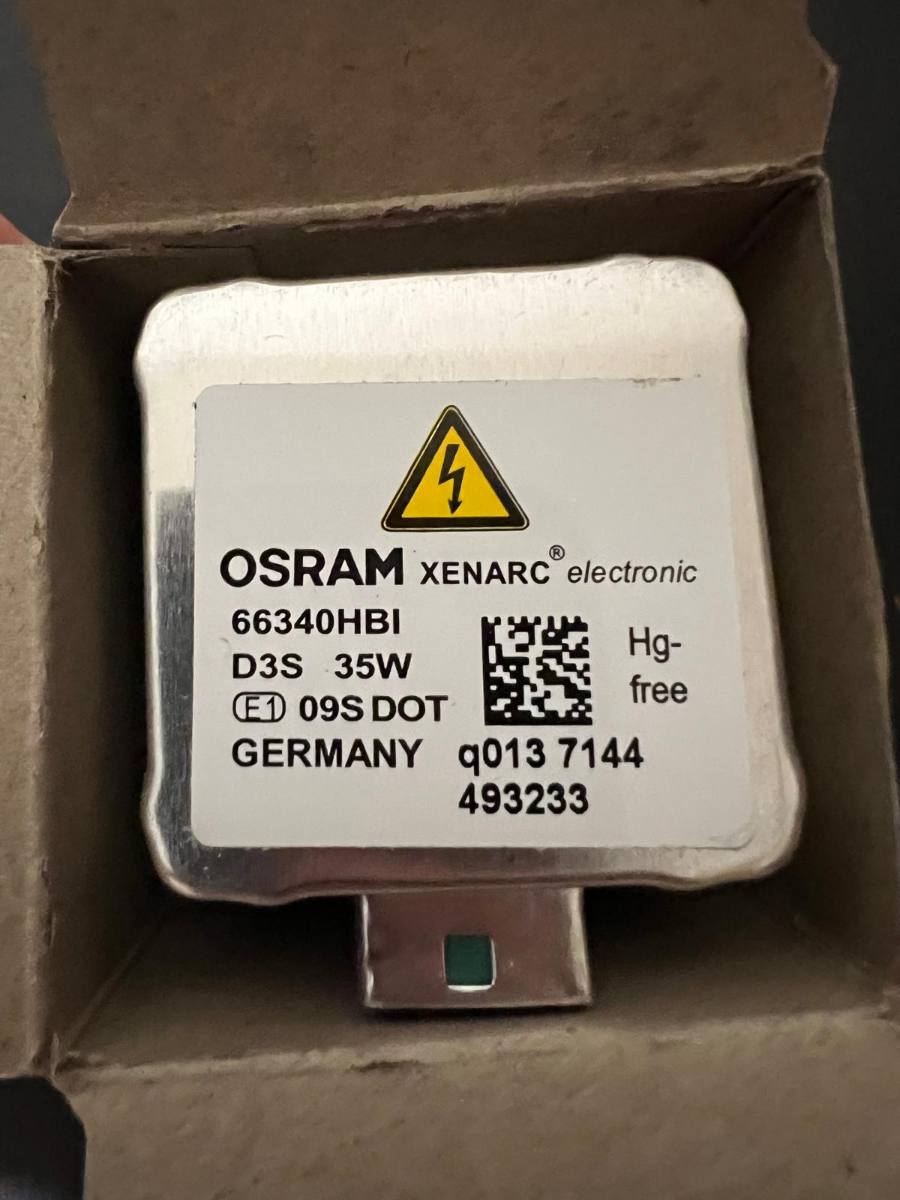 OSRAM XENARC® electronic
66340HBI
D3S 35W
E1 09S DOT
GERMANY
Hg-
free
q013 7144
493233